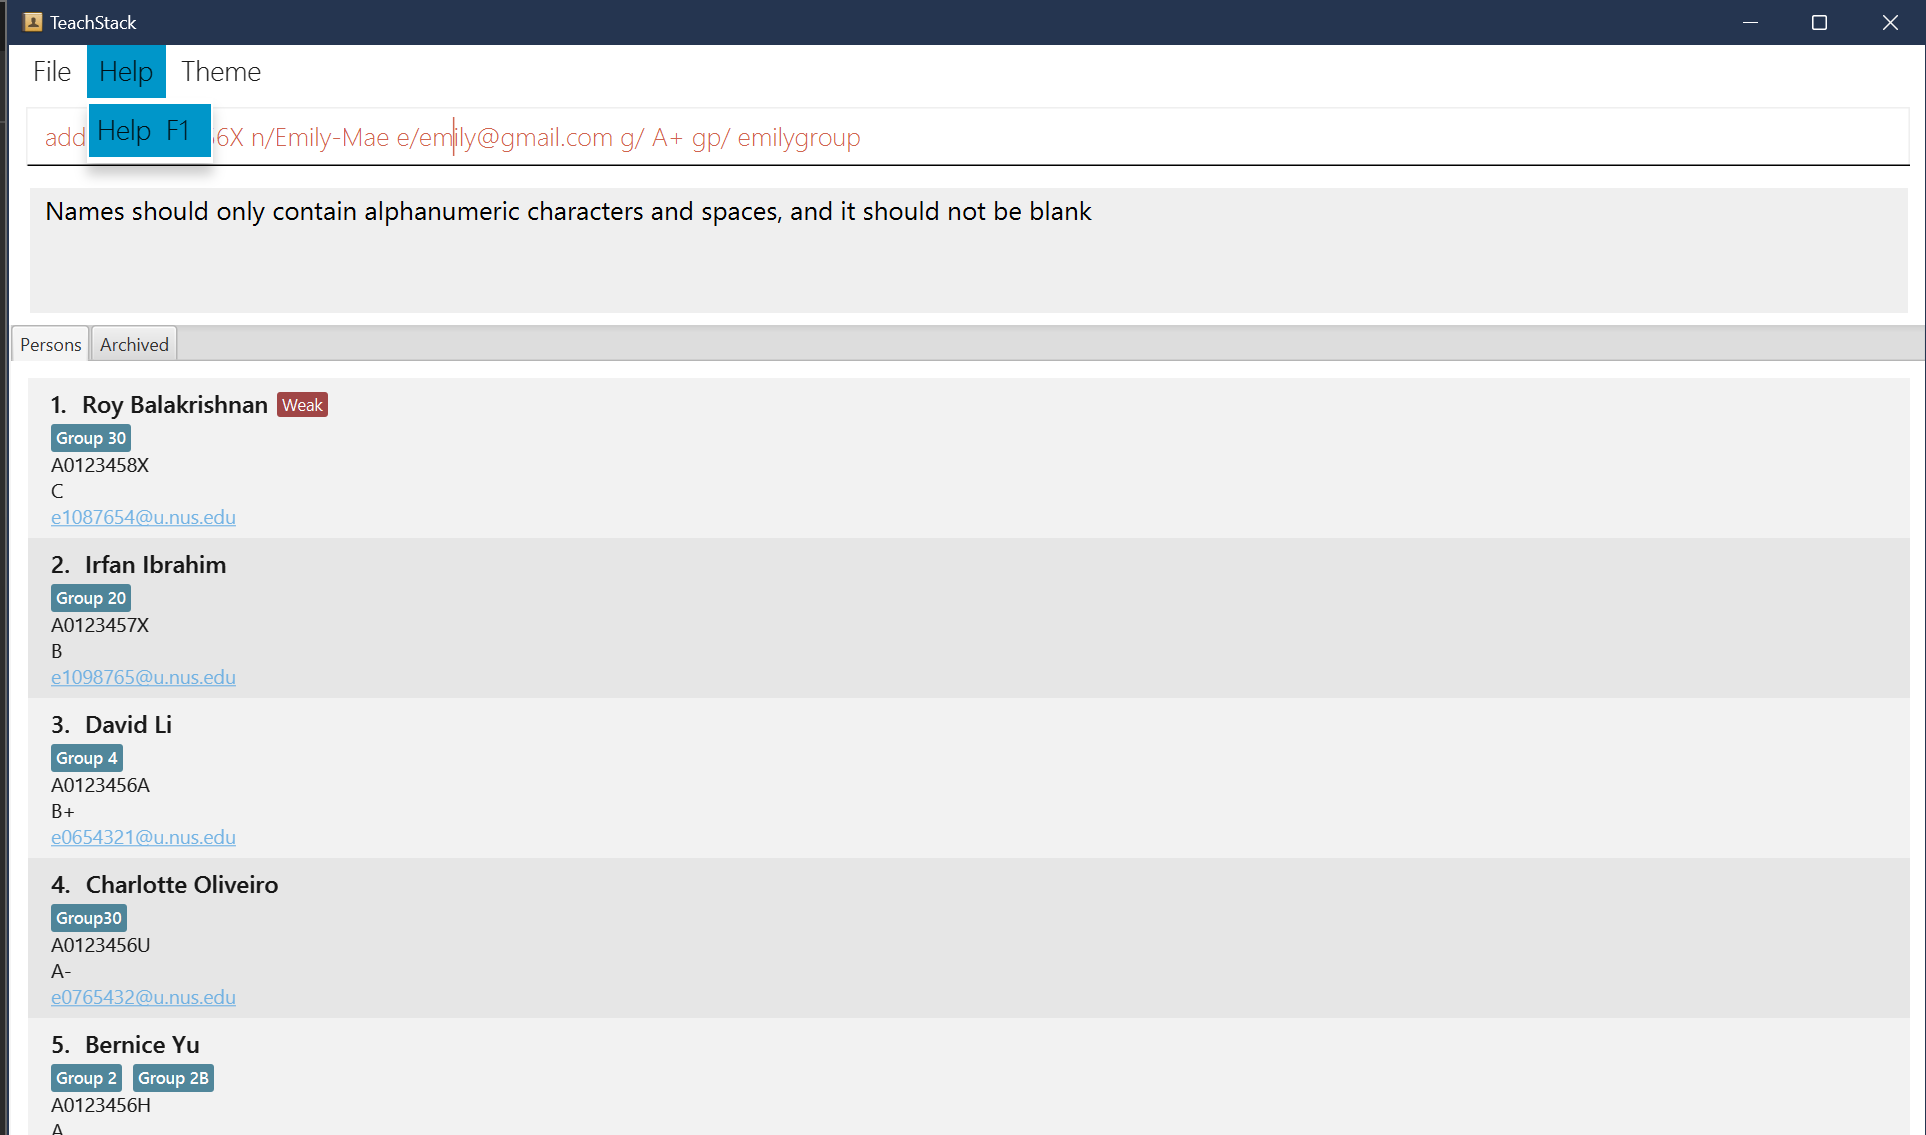 TeachStack
File Help Theme
Help F1
add 6X n/Emily-Mae e/emily@gmail.com g/ A+ gp/ emilygroup
Names should only contain alphanumeric characters and spaces, and it should not be blank
Persons Archived
1. Roy Balakrishnan Weak
Group 30
A0123458X
C
e1087654@u.nus.edu
2. Irfan Ibrahim
Group 20
A0123457X
B
e1098765@u.nus.edu
3. David Li
Group 4
A0123456A
B+
e0654321@u.nus.edu
4. Charlotte Oliveiro
Group30
A0123456U
A-
e0765432@u.nus.edu
5. Bernice Yu
Group 2 Group 2B
A0123456H
A